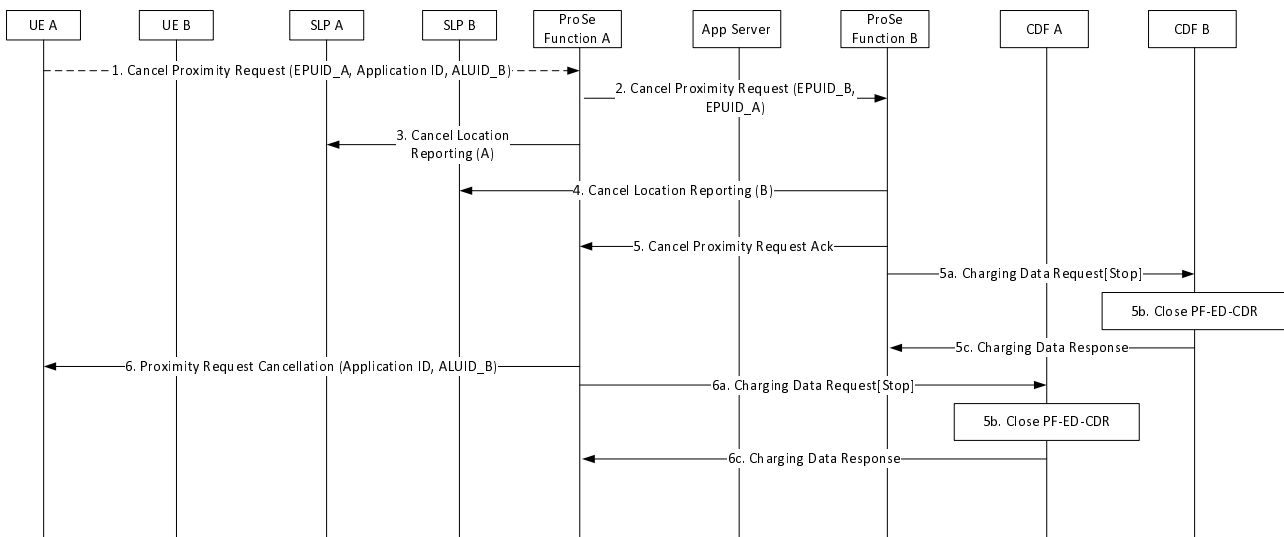 UE A
UE B
SLP A
SLP B
ProSe
Function A
App Server
ProSe
Function B
CDF A
CDF B
1. Cancel Proximity Request (EPUID_A, Application ID, ALUID_B)
2. Cancel Proximity Request (EPUID_B,
EPUID_A)
3. Cancel Location
Reporting (A)
4. Cancel Location Reporting (B)
5. Cancel Proximity Request Ack
5a. Charging Data Request[Stop]
5b. Close PF-ED-CDR
5c. Charging Data Response
6. Proximity Request Cancellation (Application ID, ALUID_B)
6a. Charging Data Request[Stop]
5b. Close PF-ED-CDR
6c. Charging Data Response